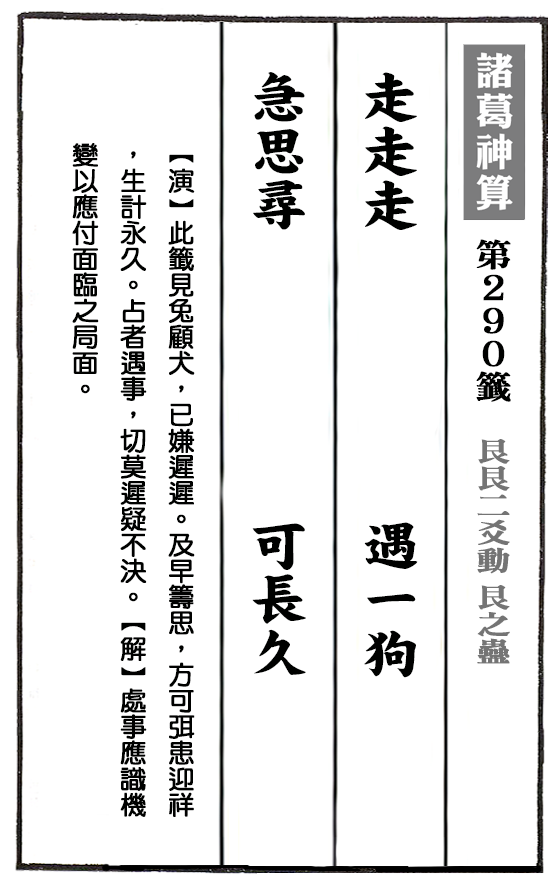 諸葛神算 第290籤 艮艮二爻動 艮之蠱
走走走 遇一狗
急思尋 可長久
【演】此籤見兔顧犬，已嫌遲遲。及早籌思，方可弭患迎祥
，生計永久。占者遇事，切莫遲疑不決。【解】處事應識機
變以應付面臨之局面。